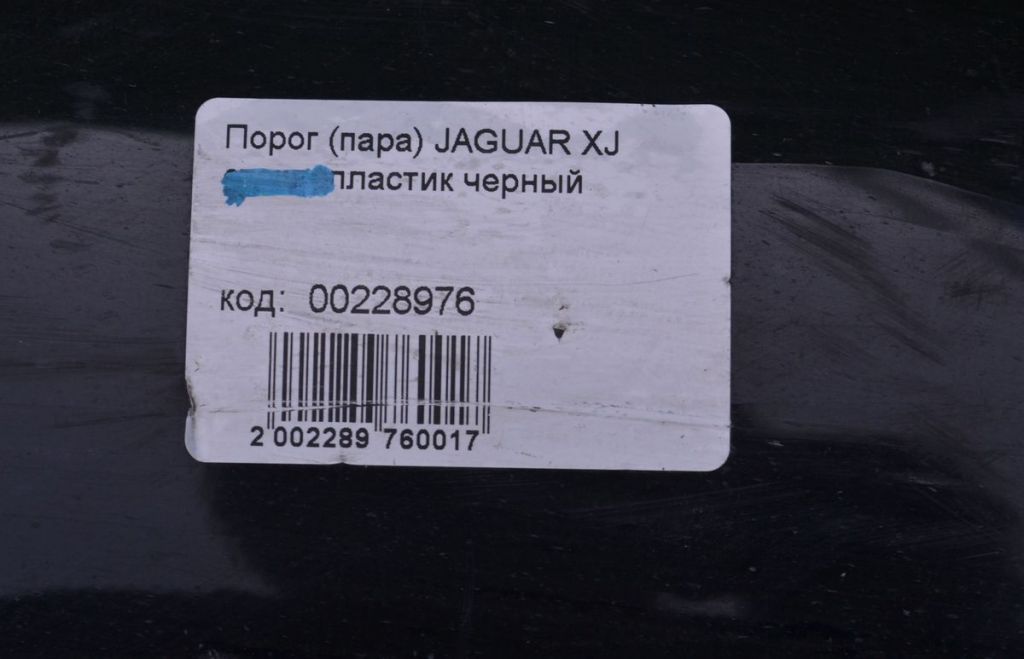 Порог (пара) JAGUAR XJ
пластик черный
код: 00228976
2 002289 760017